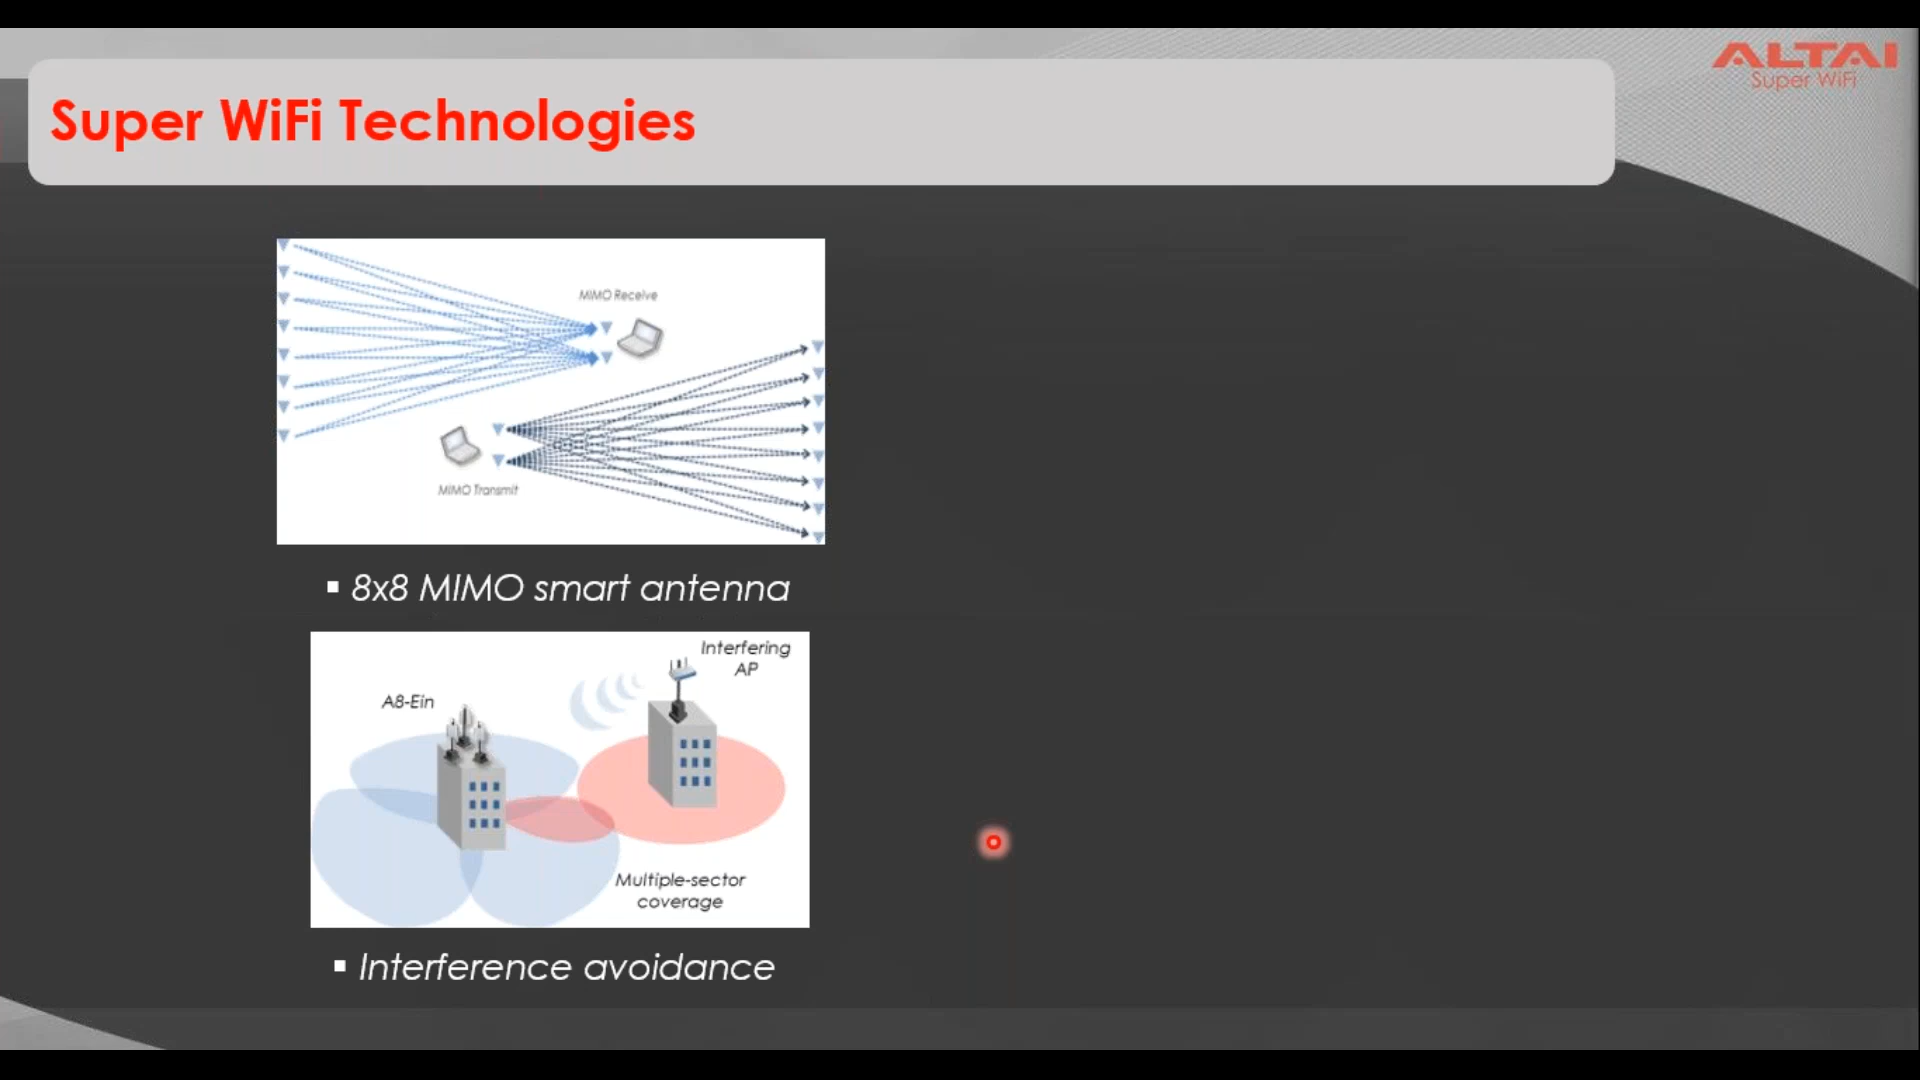 ALTAI
Super WiFi
Super WiFi Technologies
MIMO Receive
MIMO Transmit
▪ 8x8 MIMO smart antenna
Interfering
AP
A8-Ein
Multiple-sector
coverage
▪ Interference avoidance